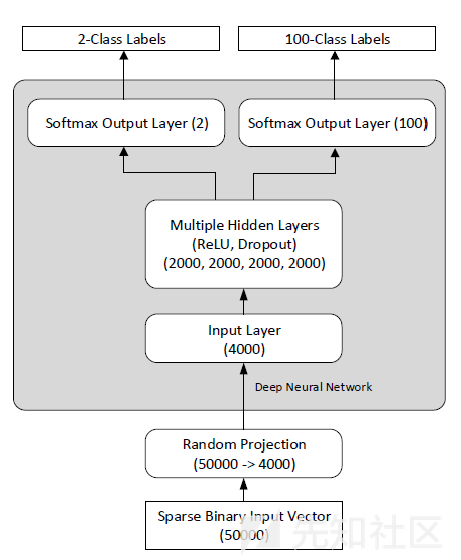 2-Class Labels
100-Class Labels
Softmax Output Layer (2)
Softmax Output Layer (100)
Multiple Hidden Layers
(ReLU, Dropout)
(2000, 2000, 2000, 2000)
Input Layer
(4000)
Deep Neural Network
Random Projection
(50000 -> 4000)
Sparse Binary Input Vector
(50000)
先知社区